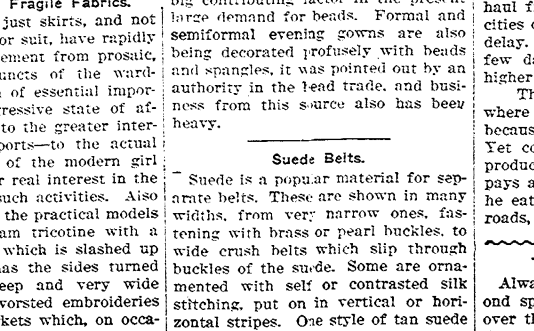 Fragile Fabrics.
just skirts, and not
or suit, have rapidly
ement from prosaic,
uncts of the ward-
of essential impor-
gressive state of af-
to the greater inter-
ports—to the actual
of the modern girl
r real interest in the
such activities. Also
the practical models
am tricotine with a
which is slashed up
has the sides turned
eep and very wide
worsted embroideries
kets which, on occa-
big contributing factor in the present
large demand for beads. Formal and
semiformal evening gowns are also
being decorated profusely with beads
and spangles, it was pointed out by an
authority in the bead trade, and busi-
ness from this source also has been
heavy.
Suede Belts.
Suede is a popular material for sep-
arate belts. These are shown in many
widths, from very narrow ones, fas-
tening with brass or pearl buckles, to
wide crush belts which slip through
buckles of the suede. Some are orna-
mented with self or contrasted silk
stitching, put on in vertical or hori-
zontal stripes. One style of tan suede
haul f
cities
delay.
few da
higher
Th
where
becaus
Yet co
produc
pays a
he eat
roads,
Alwa
ond sp
over th